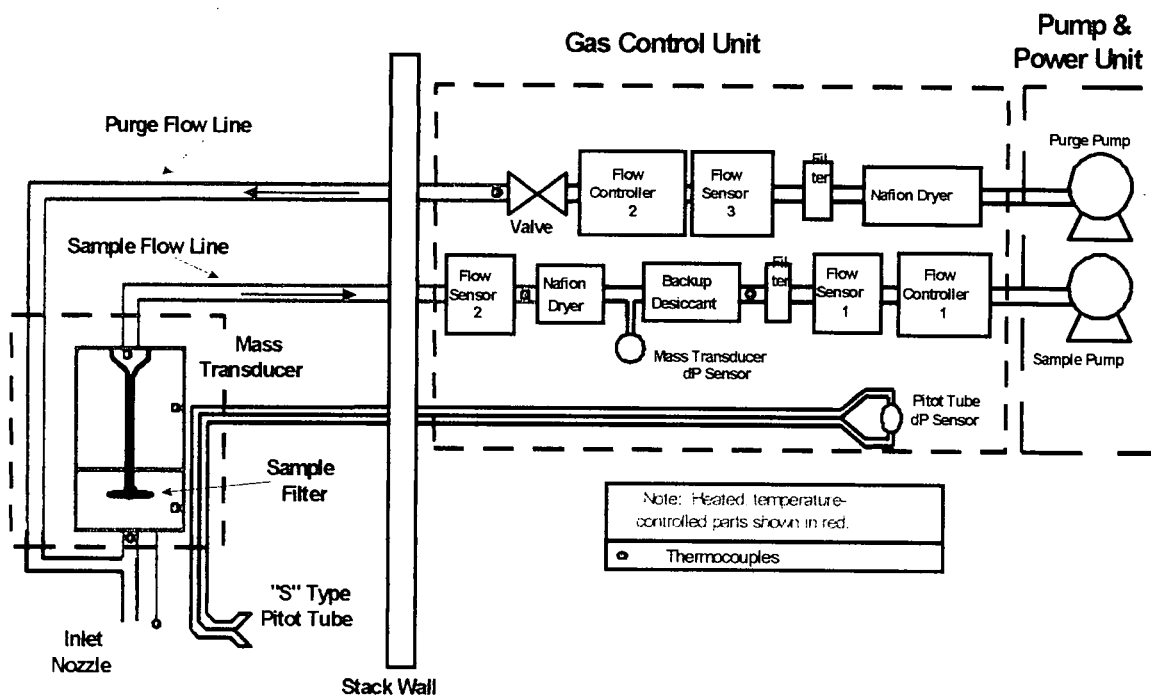 Gas Control Unit
Pump &
Power Unit
Purge Flow Line
Purge Pump
Flow
Controller
2
Flow
Sensor
3
Fil
ter
Nafion Dryer
Valve
Sample Flow Line
Flow
Sensor
2
Nafion
Dryer
Backup
Desiccant
Fil
ter
Flow
Sensor
1
Flow
Controller
1
Sample Pump
Mass
Transducer
Mass Transducer
dP Sensor
Pitot Tube
dP Sensor
Sample
Filter
Note: Heated, temperature-
controlled parts shown in red.
Thermocouples
"S" Type
Pitot Tube
Inlet
Nozzle
Stack Wall